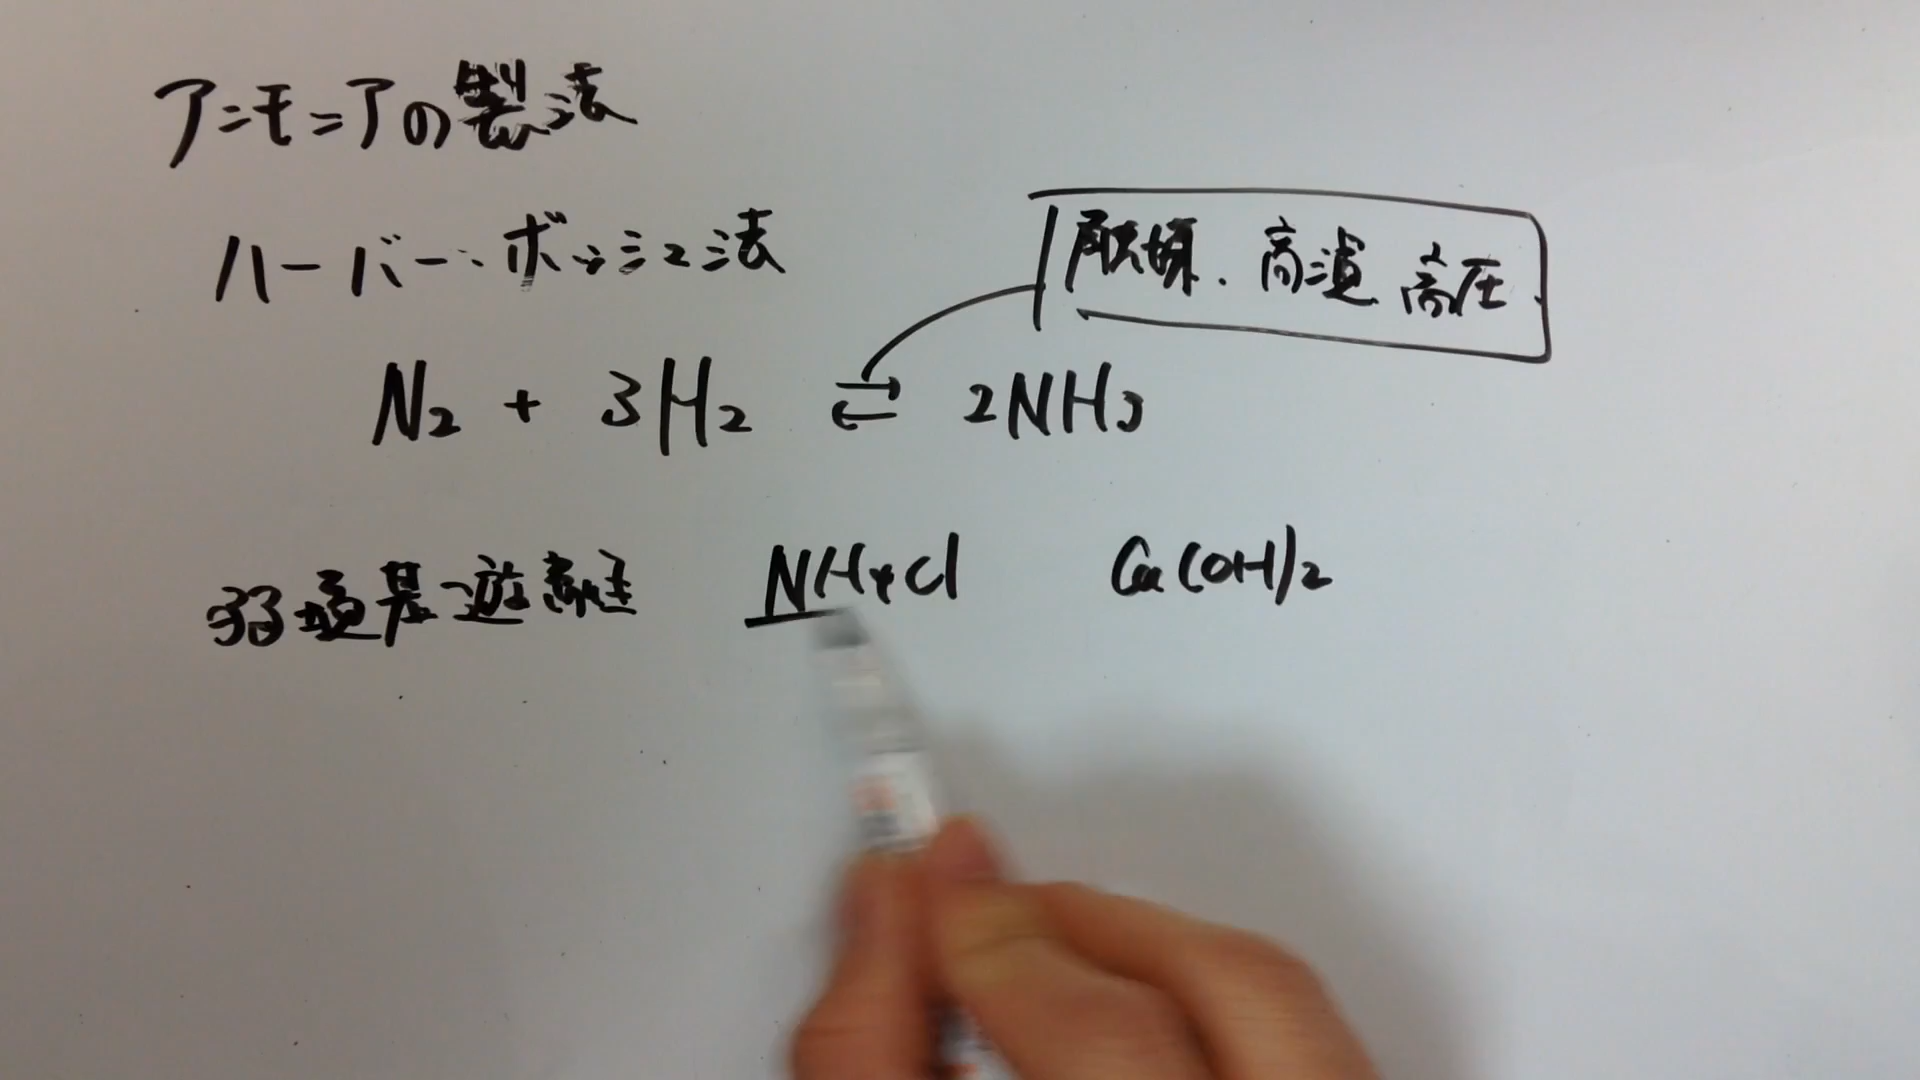 アンモニアの製法
ハーバー・ボッシュ法
触媒、高温 高圧
N₂ + 3H₂ ⇄ 2NH₃
弱塩基遊離 NH₄Cl Ca(OH)₂